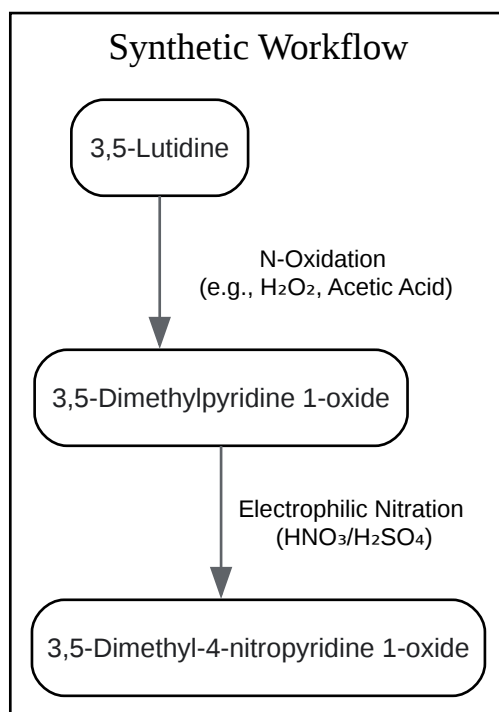 Synthetic Workflow
3,5-Lutidine
N-Oxidation
(e.g., H₂O₂, Acetic Acid)
3,5-Dimethylpyridine 1-oxide
Electrophilic Nitration
(HNO₃/H₂SO₄)
3,5-Dimethyl-4-nitropyridine 1-oxide